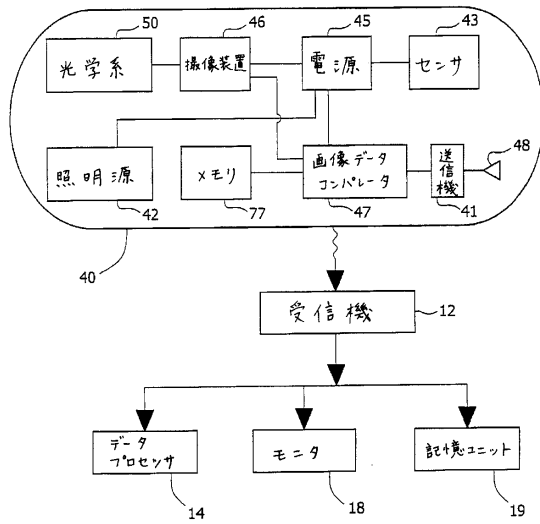 50
46
45
43
光学系
撮像装置
電源
センサ
照明源
メモリ
画像データ
コンパレータ
送信機
48
42
77
47
41
40
受信機
12
データ
プロセッサ
モニタ
記憶ユニット
14
18
19